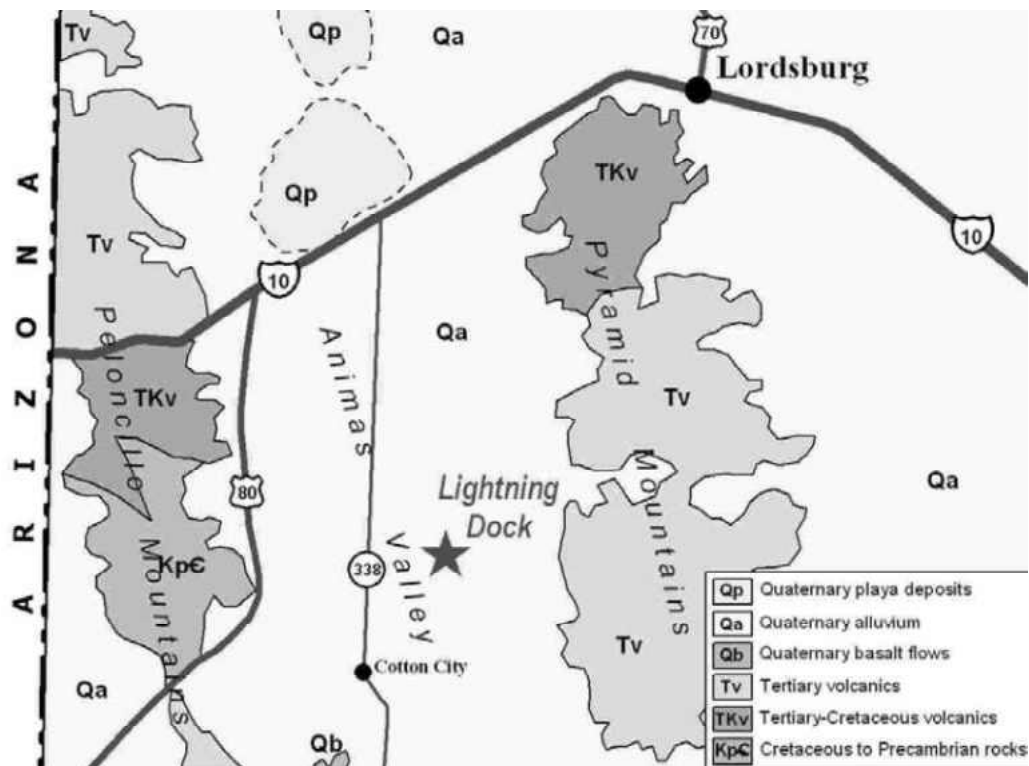 Tv
Qp
Qa
70
Lordsburg
TKv
Qp
Tv
10
10
Qa
ARIZONA
Peloncillo Mountains
Animas Valley
Pyramid Mountains
TKv
Tv
80
Lightning
Dock
Qa
KpЄ
338
Tv
Cotton City
Qa
Qb
Qp Quaternary playa deposits
Qa Quaternary alluvium
Qb Quaternary basalt flows
Tv Tertiary volcanics
TKv Tertiary-Cretaceous volcanics
KpЄ Cretaceous to Precambrian rocks